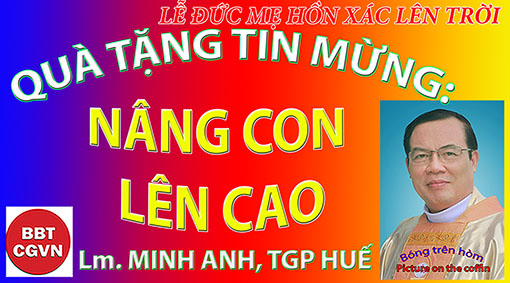 LỄ ĐỨC MẸ HỒN XÁC LÊN TRỜI
QUÀ TẶNG TIN MỪNG:
NÂNG CON
LÊN CAO
BBT
CGVN
Lm. MINH ANH, TGP HUẾ
Bóng trên hòm
Picture on the coffin